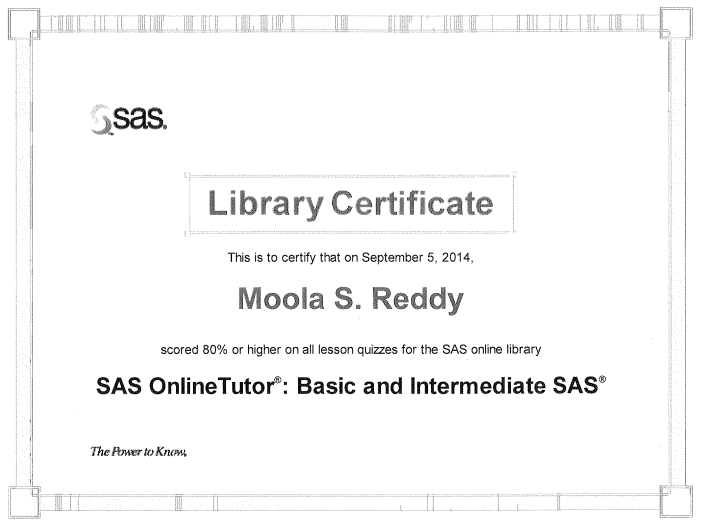 sas.
Library Certificate
This is to certify that on September 5, 2014,
Moola S. Reddy
scored 80% or higher on all lesson quizzes for the SAS online library
SAS OnlineTutor®: Basic and Intermediate SAS®
The Power to Know,